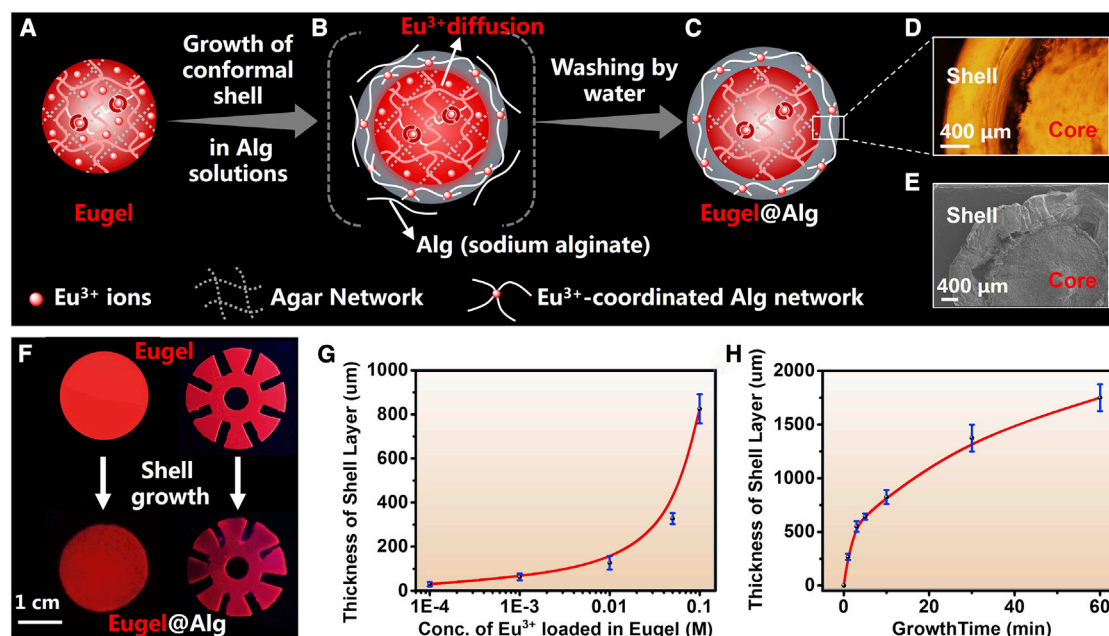 A
B
C
D
Growth of
conformal
shell
in Alg
solutions
Eu³⁺diffusion
Washing by
water
Shell
400 μm
Core
Eugel
Alg (sodium alginate)
Eugel@Alg
E
Shell
400 μm
Core
Eu³⁺ ions
Agar Network
Eu³⁺-coordinated Alg network
F
Eugel
Shell
growth
1 cm
Eugel@Alg
G
Thickness of Shell Layer (um)
800
600
400
200
0
1E-4
1E-3
0.01
0.1
Conc. of Eu³⁺ loaded in Eugel (M)
H
Thickness of Shell Layer (um)
2000
1500
1000
500
0
0
20
40
60
GrowthTime (min)